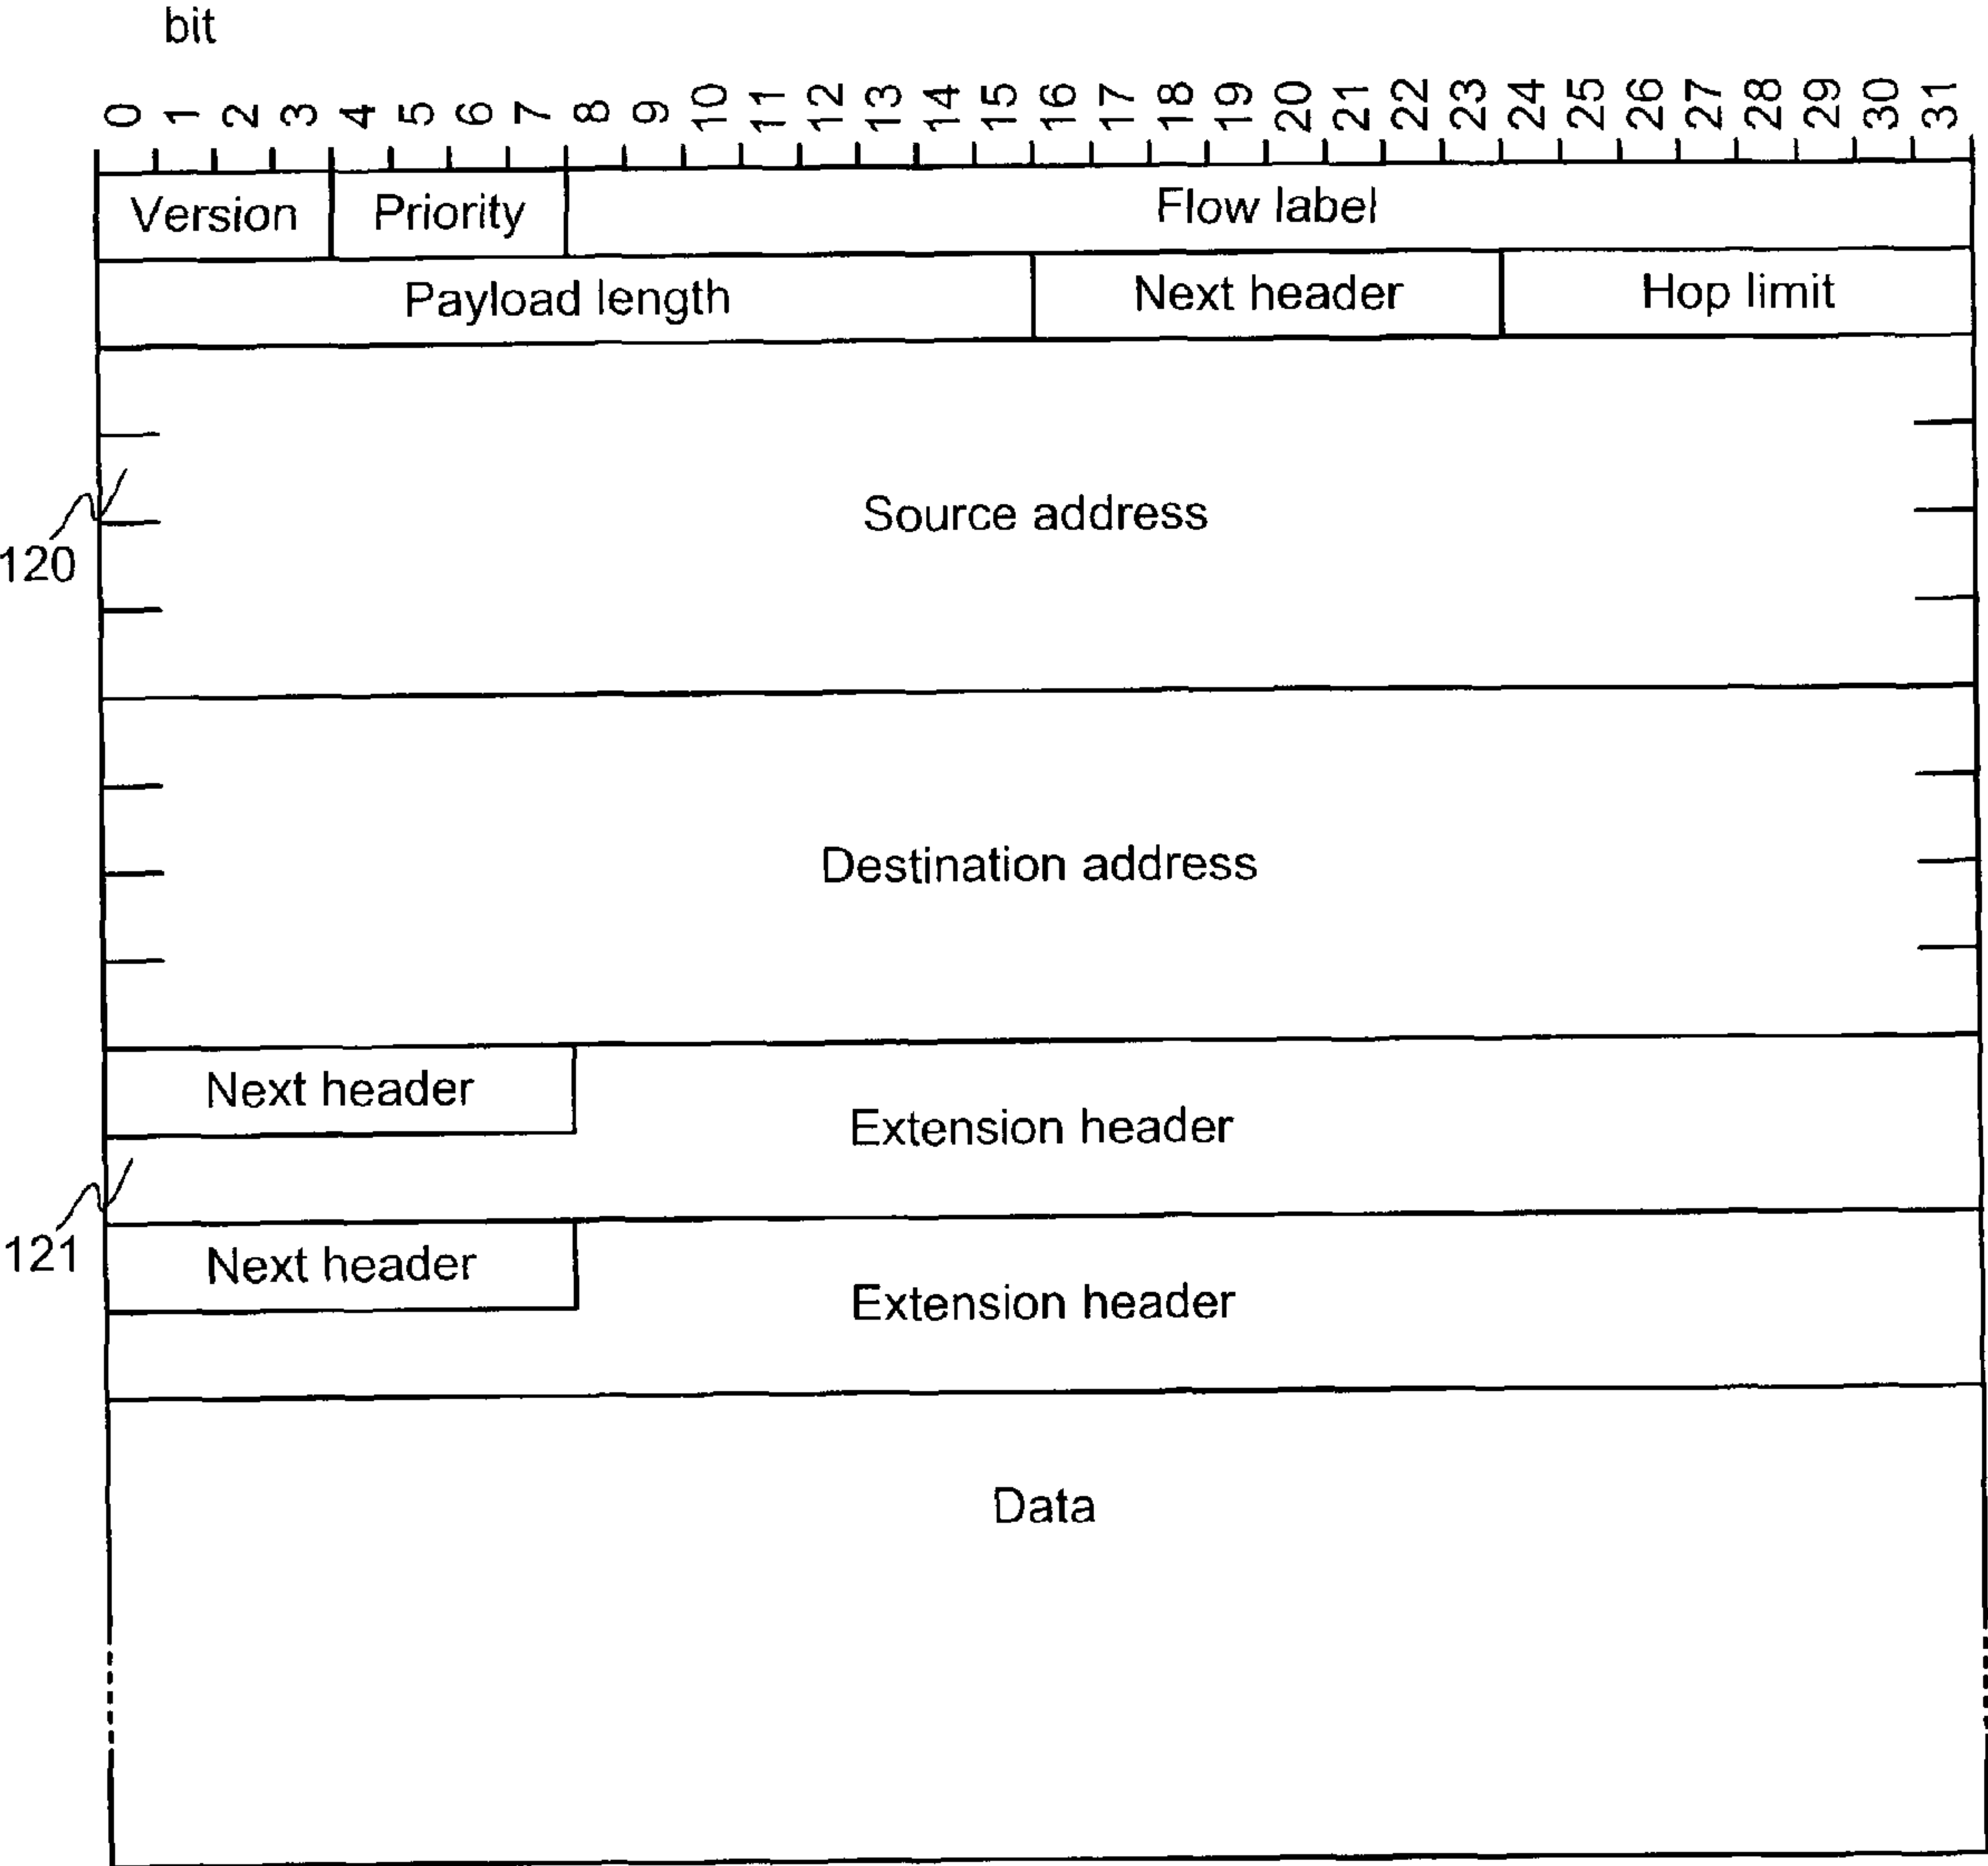 bit
0 1 2 3 4 5 6 7 8 9 10 11 12 13 14 15 16 17 18 19 20 21 22 23 24 25 26 27 28 29 30 31
Version Priority Flow label
Payload length Next header Hop limit
Source address
120
Destination address
Next header
Extension header
121
Next header
Extension header
Data